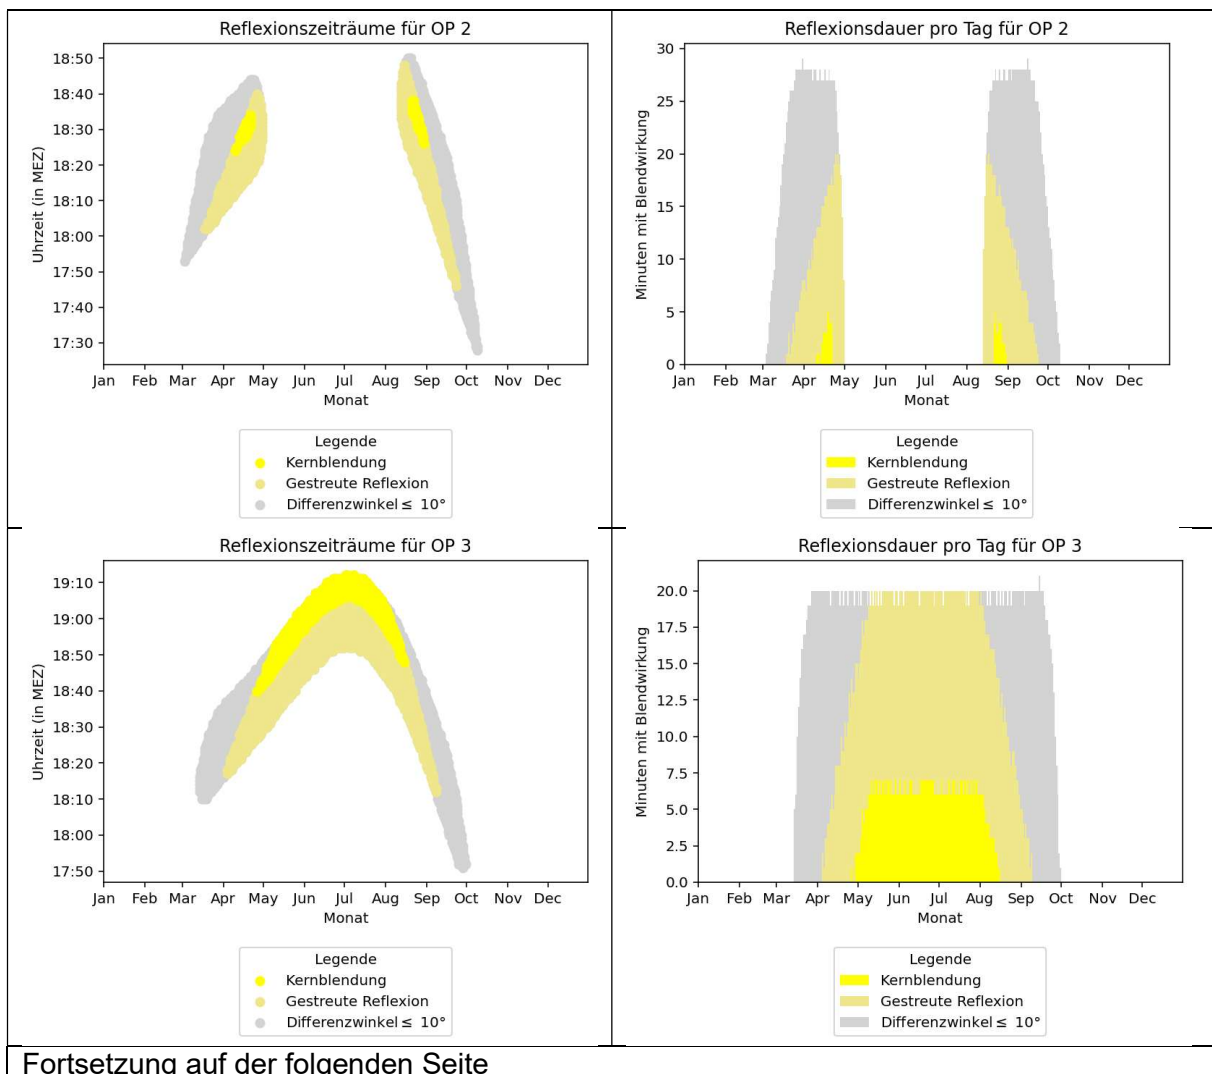 Reflexionszeiträume für OP 2
18:50
18:40
18:30
18:20
18:10
18:00
17:50
17:40
17:30
Uhrzeit (in MEZ)
Jan Feb Mar Apr May Jun Jul Aug Sep Oct Nov Dec
Monat
Legende
Kernblendung
Gestreute Reflexion
Differenzwinkel ≤ 10°
Reflexionsdauer pro Tag für OP 2
30
25
20
15
10
5
0
Minuten mit Blendwirkung
Jan Feb Mar Apr May Jun Jul Aug Sep Oct Nov Dec
Monat
Legende
Kernblendung
Gestreute Reflexion
Differenzwinkel ≤ 10°
Reflexionszeiträume für OP 3
19:10
19:00
18:50
18:40
18:30
18:20
18:10
18:00
17:50
Uhrzeit (in MEZ)
Jan Feb Mar Apr May Jun Jul Aug Sep Oct Nov Dec
Monat
Legende
Kernblendung
Gestreute Reflexion
Differenzwinkel ≤ 10°
Reflexionsdauer pro Tag für OP 3
20.0
17.5
15.0
12.5
10.0
7.5
5.0
2.5
0.0
Minuten mit Blendwirkung
Jan Feb Mar Apr May Jun Jul Aug Sep Oct Nov Dec
Monat
Legende
Kernblendung
Gestreute Reflexion
Differenzwinkel ≤ 10°
Fortsetzung auf der folgenden Seite